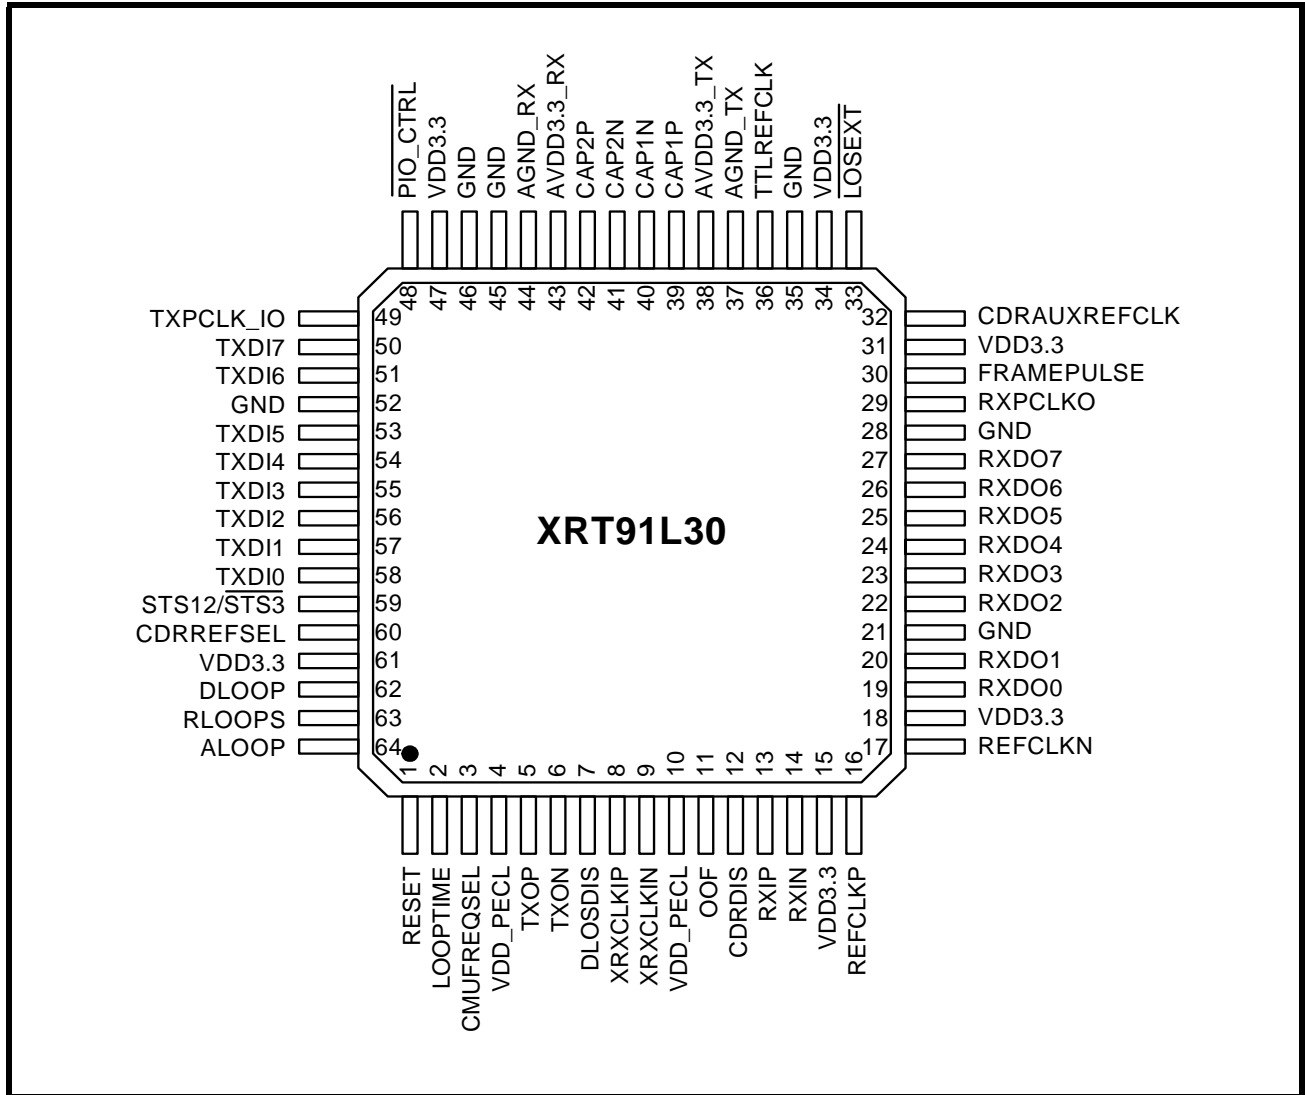 PIO_CTRL
VDD3.3
GND
GND
AGND_RX
AVDD3.3_RX
CAP2P
CAP2N
CAP1N
CAP1P
AVDD3.3_TX
AGND_TX
TTLREFCLK
GND
VDD3.3
LOSEXT
48
47
46
45
44
43
42
41
40
39
38
37
36
35
34
33
TXPCLK_IO 49
TXDI7 50
TXDI6 51
GND 52
TXDI5 53
TXDI4 54
TXDI3 55
TXDI2 56
TXDI1 57
TXDI0 58
STS12/STS3 59
CDRREFSEL 60
VDD3.3 61
DLOOP 62
RLOOPS 63
ALOOP 64
XRT91L30
32 CDRAUXREFCLK
31 VDD3.3
30 FRAMEPULSE
29 RXPCLKO
28 GND
27 RXDO7
26 RXDO6
25 RXDO5
24 RXDO4
23 RXDO3
22 RXDO2
21 GND
20 RXDO1
19 RXDO0
18 VDD3.3
17 REFCLKN
1
2
3
4
5
6
7
8
9
10
11
12
13
14
15
16
RESET
LOOPTIME
CMUFREQSEL
VDD_PECL
TXOP
TXON
DLOSDIS
XRXCLKIP
XRXCLKIN
VDD_PECL
OOF
CDRDIS
RXIP
RXIN
VDD3.3
REFCLKP